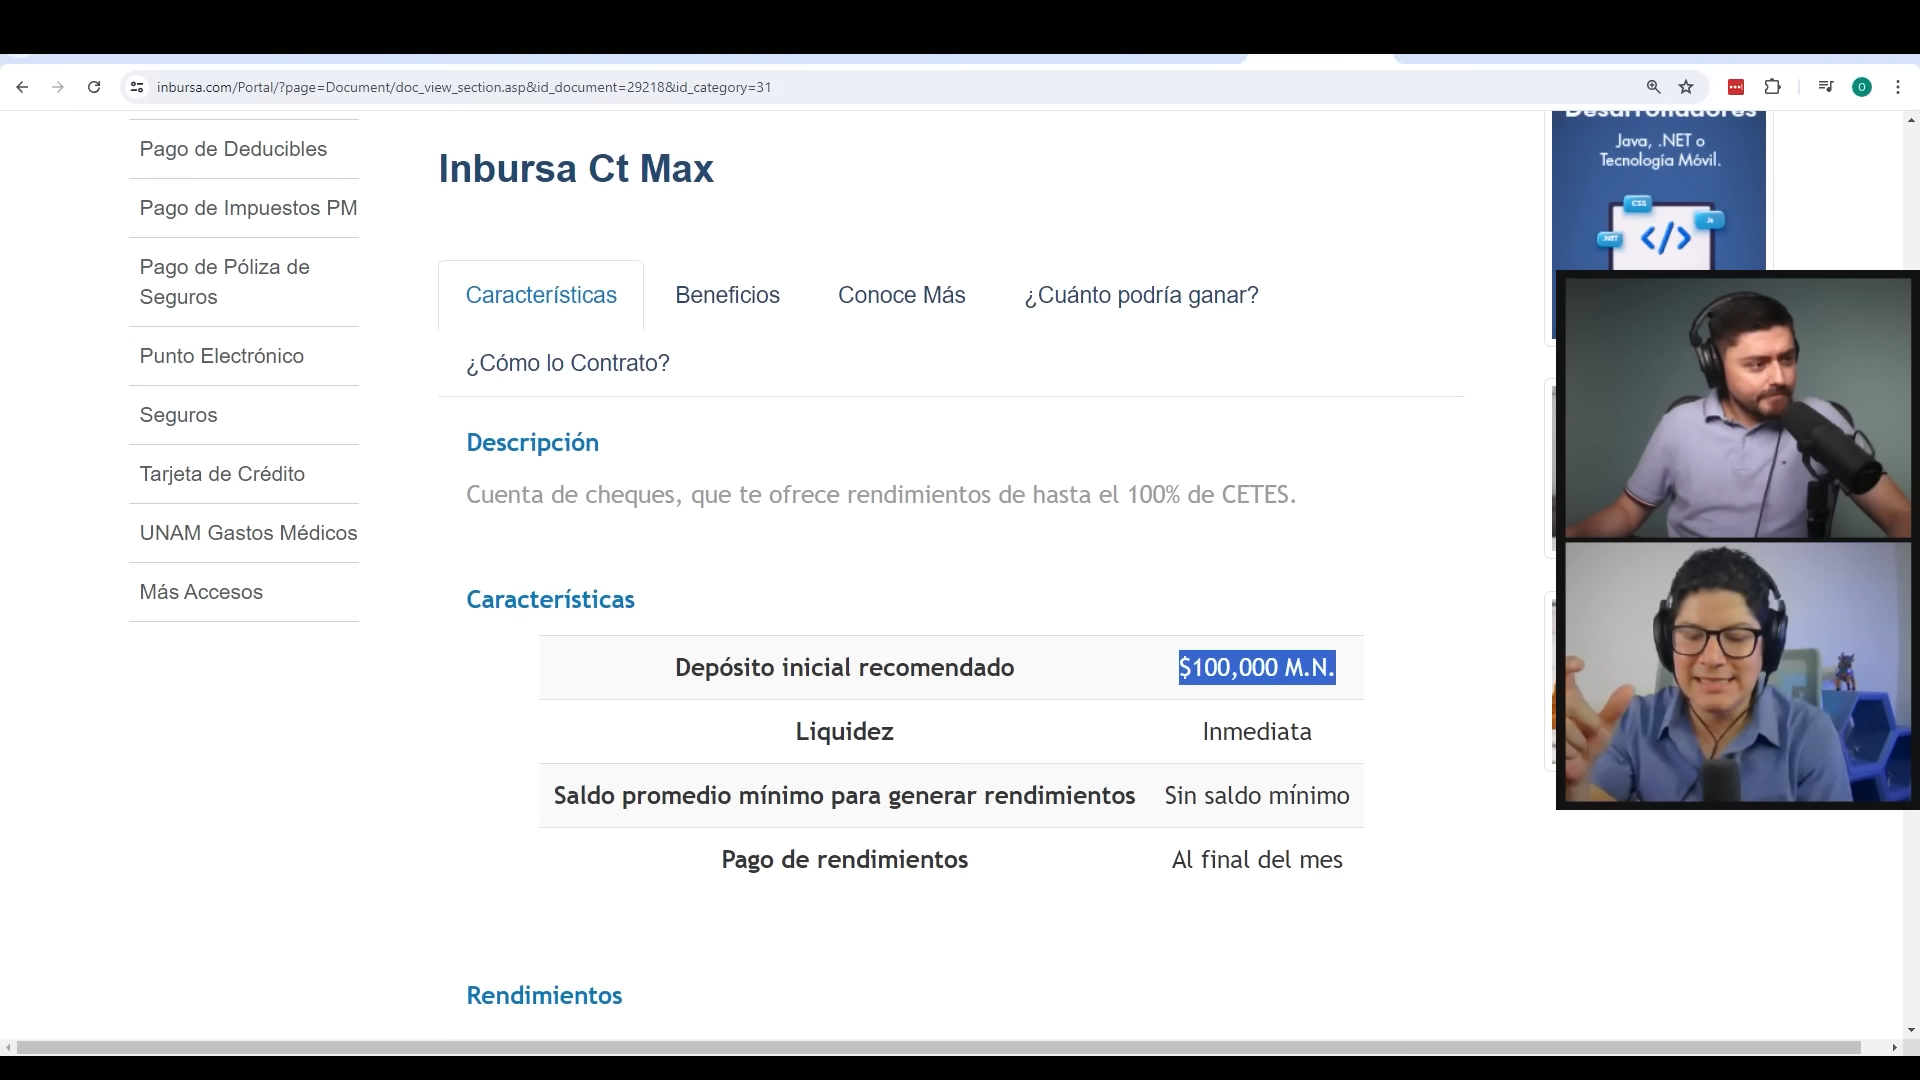 inbursa.com/Portal/?page=Document/doc_view_section.asp&id_document=29218&id_category=31
O
Pago de Deducibles
Pago de Impuestos PM
Pago de Póliza de
Seguros
Punto Electrónico
Seguros
Tarjeta de Crédito
UNAM Gastos Médicos
Más Accesos
Inbursa Ct Max
Características
Beneficios
Conoce Más
¿Cuánto podría ganar?
¿Cómo lo Contrato?
Descripción
Cuenta de cheques, que te ofrece rendimientos de hasta el 100% de CETES.
Características
Depósito inicial recomendado $100,000 M.N.
Liquidez Inmediata
Saldo promedio mínimo para generar rendimientos Sin saldo mínimo
Pago de rendimientos Al final del mes
Rendimientos
Desarrolladores
Java, .NET o
Tecnología Móvil.
CSS
Js
.NET
</>